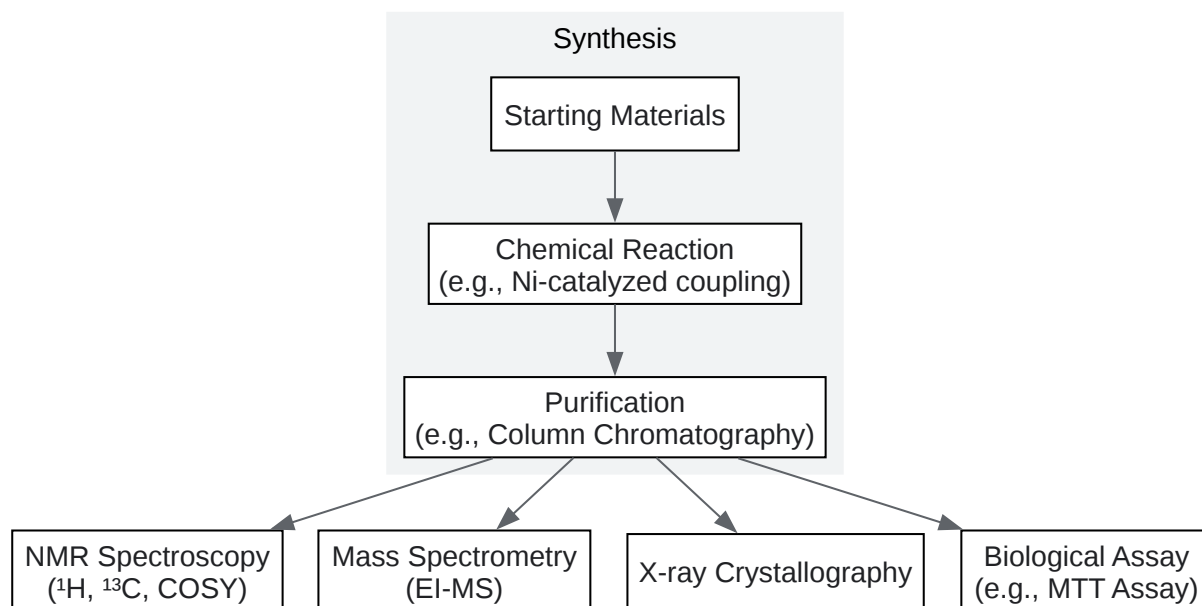 Synthesis
Starting Materials
Chemical Reaction
(e.g., Ni-catalyzed coupling)
Purification
(e.g., Column Chromatography)
NMR Spectroscopy
(¹H, ¹³C, COSY)
Mass Spectrometry
(EI-MS)
X-ray Crystallography
Biological Assay
(e.g., MTT Assay)